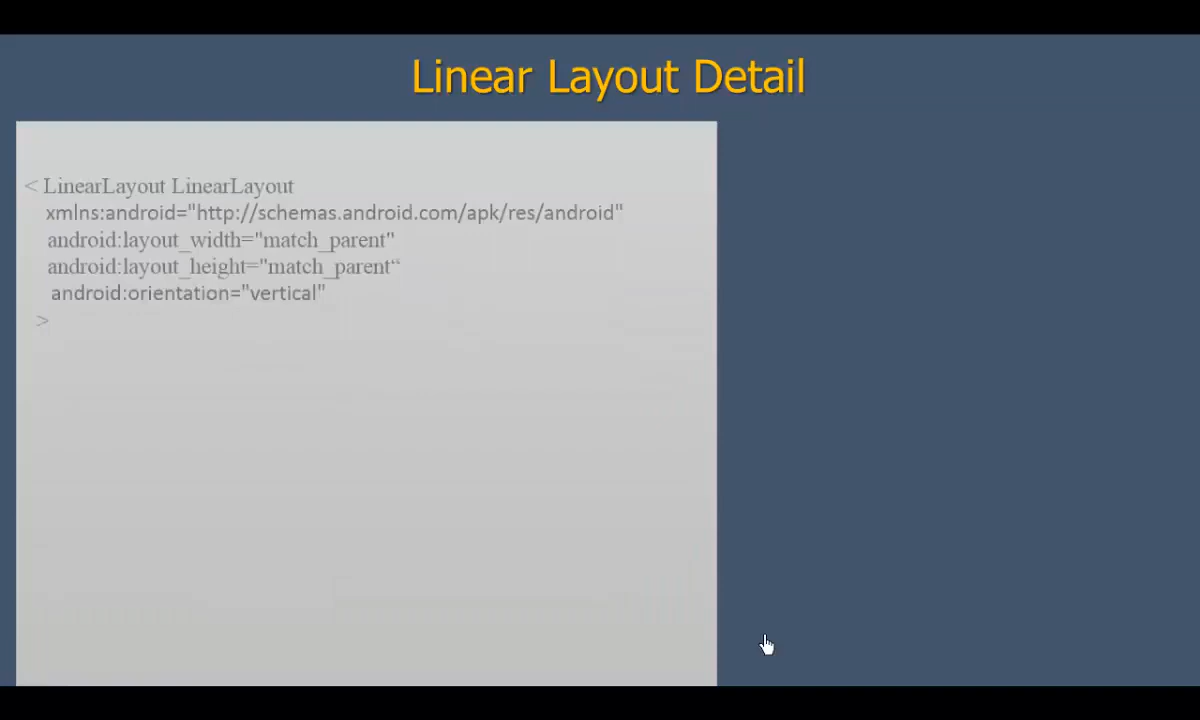 Linear Layout Detail
< LinearLayout LinearLayout
xmlns:android="http://schemas.android.com/apk/res/android"
android:layout_width="match_parent"
android:layout_height="match_parent“
android:orientation="vertical"
>